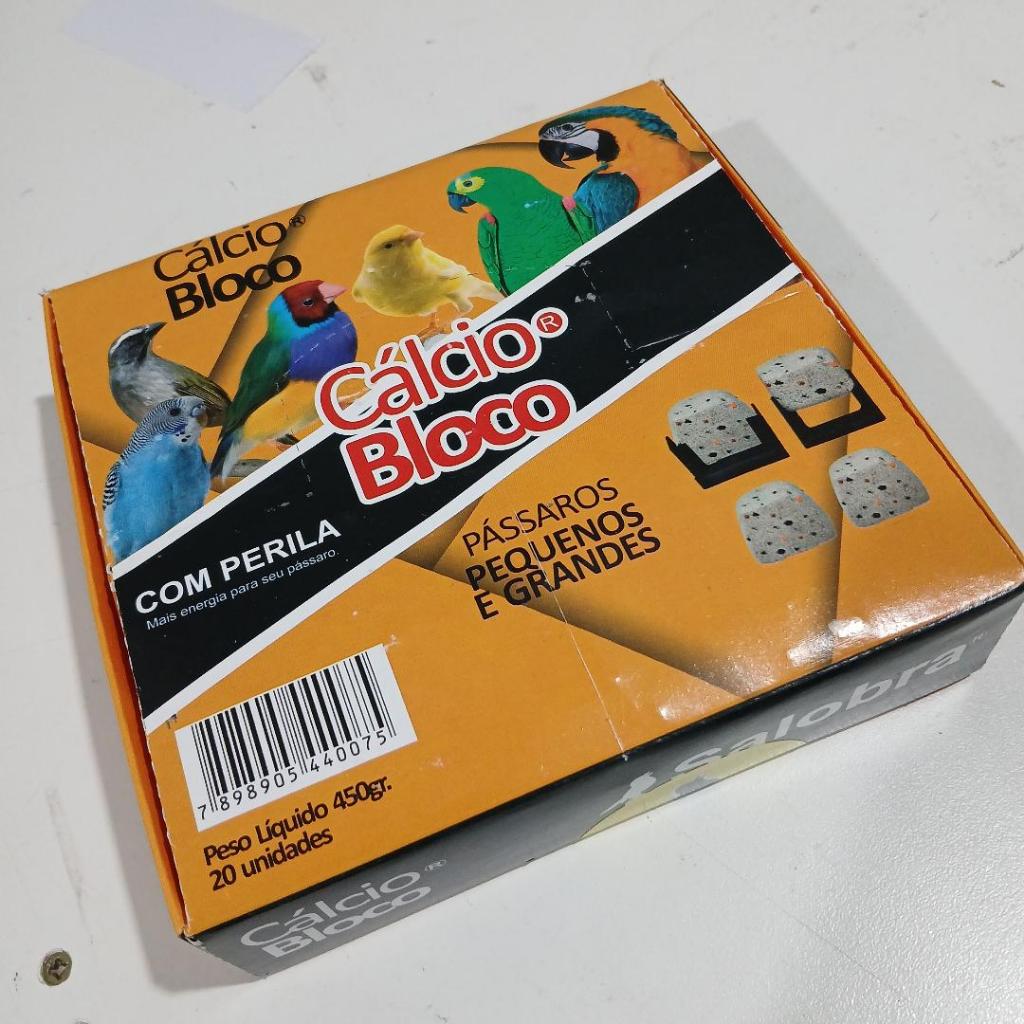 Cálcio®
Bloco
Cálcio®
Bloco
COM PERILA
Mais energia para seu pássaro.
PÁSSAROS
PEQUENOS
E GRANDES
7 898905 440075
Peso Líquido 450gr.
20 unidades
Cálcio®
Bloco
Salobra®